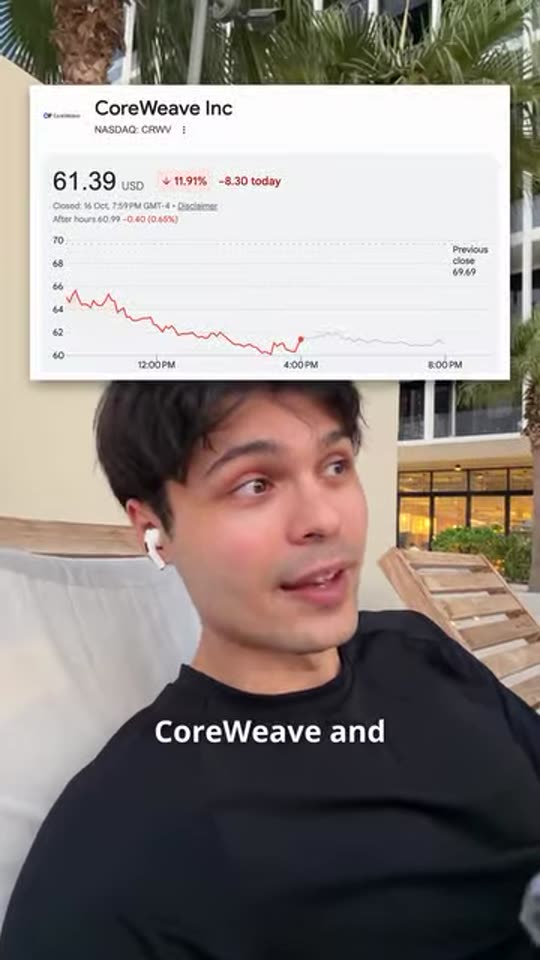 CoreWeave Inc
CoreWeave
NASDAQ: CRWV
61.39 USD ↓ 11.91% −8.30 today
Closed: 16 Oct, 7:59 PM GMT-4 • Disclaimer
After hours 60.99 −0.40 (0.65%)
70
68
66
64
62
60
Previous
close
69.69
12:00 PM 4:00 PM 8:00 PM
CoreWeave and